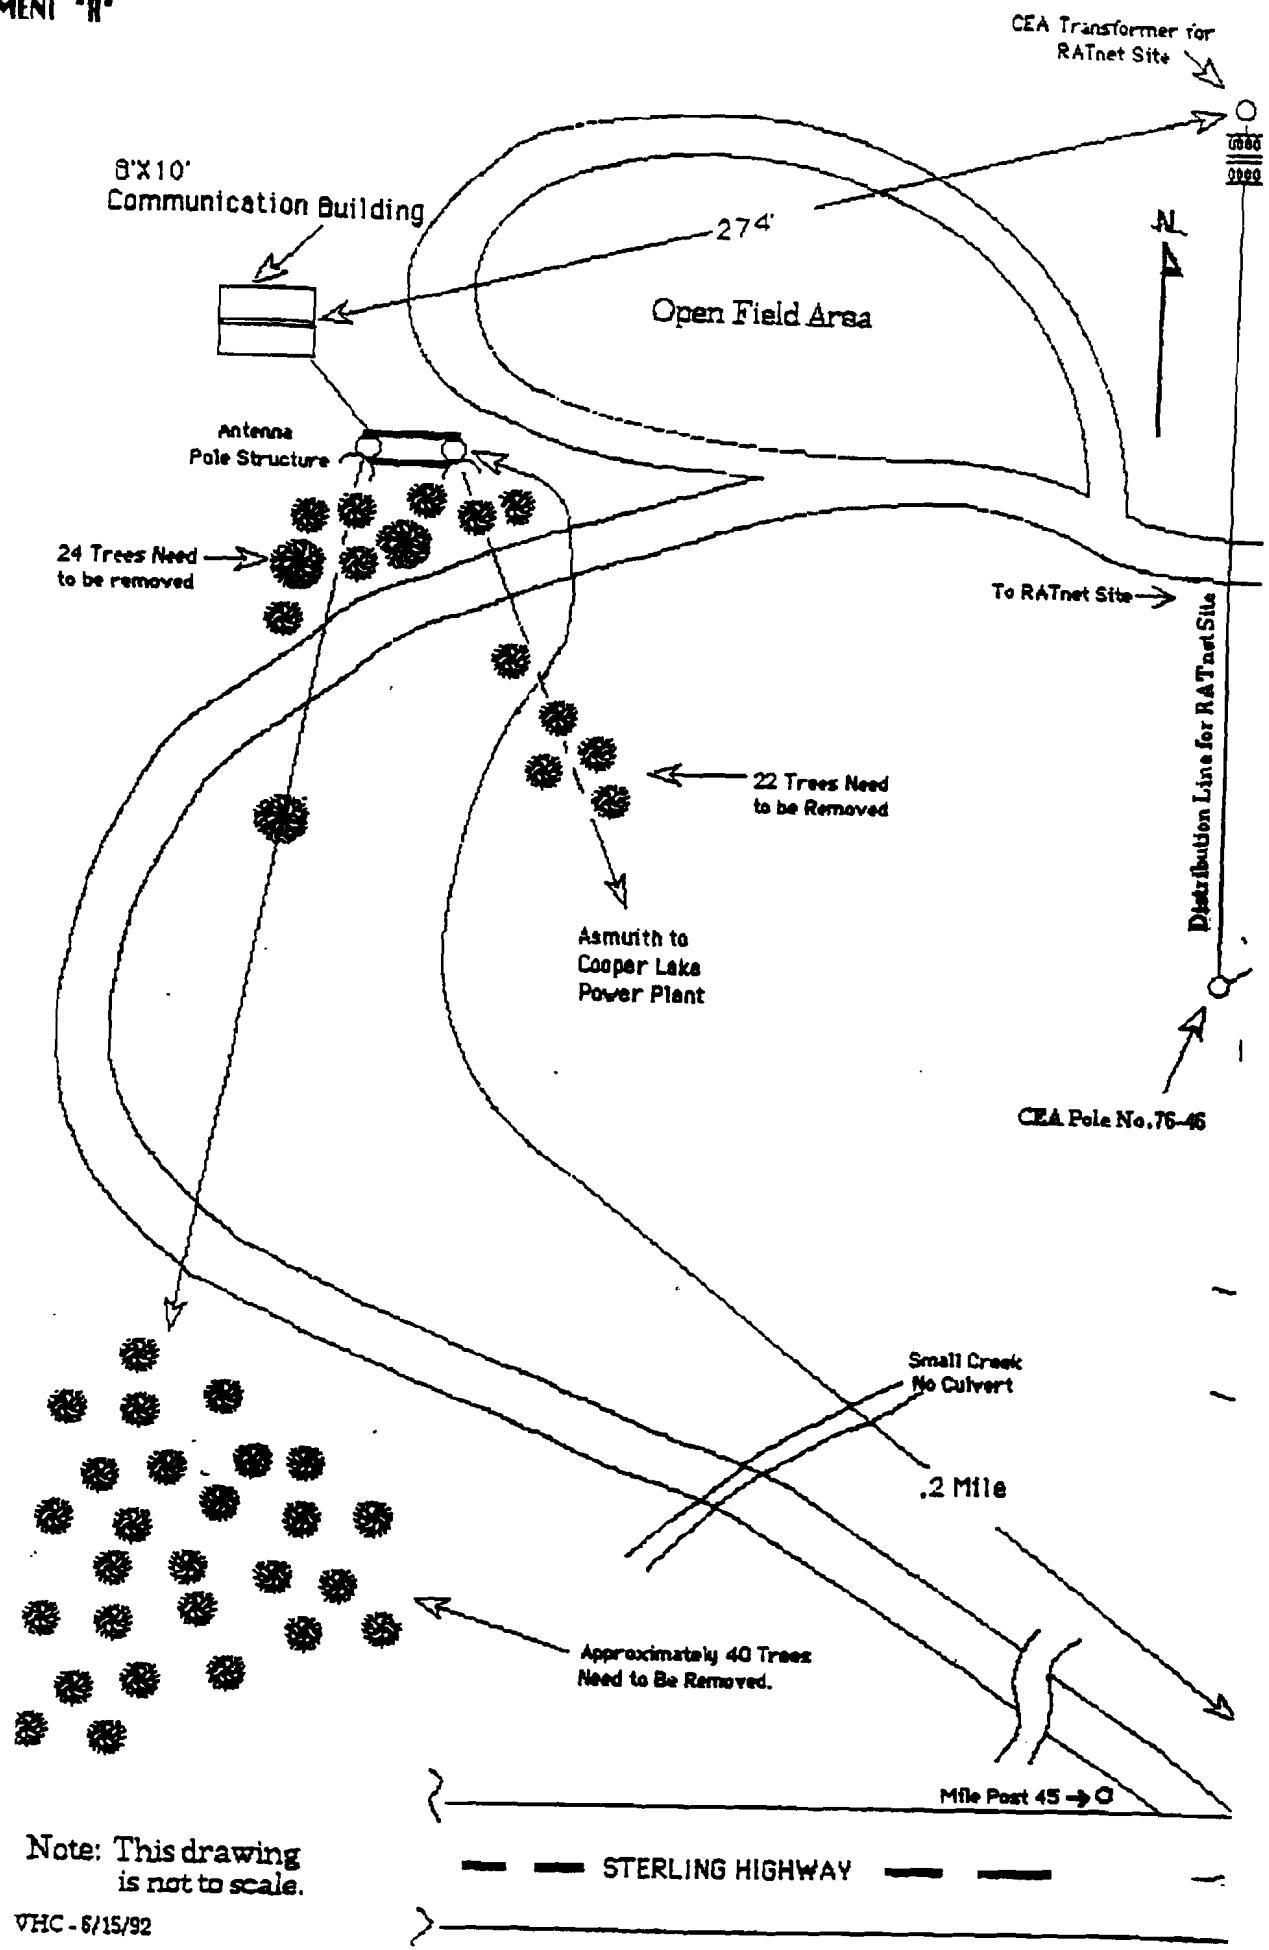 CEA Transformer for
RATnet Site
8'X10'
Communication Building
274'
N
Open Field Area
Antenna
Pole Structure
24 Trees Need
to be removed
To RATnet Site
Distribution Line for RATnet Site
22 Trees Need
to be Removed
Asmuith to
Cooper Lake
Power Plant
CEA Pole No.76-46
Small Creek
No Culvert
.2 Mile
Approximately 40 Trees
Need to Be Removed.
Mile Post 45
Note: This drawing
is not to scale.
STERLING HIGHWAY
VHC - 6/15/92